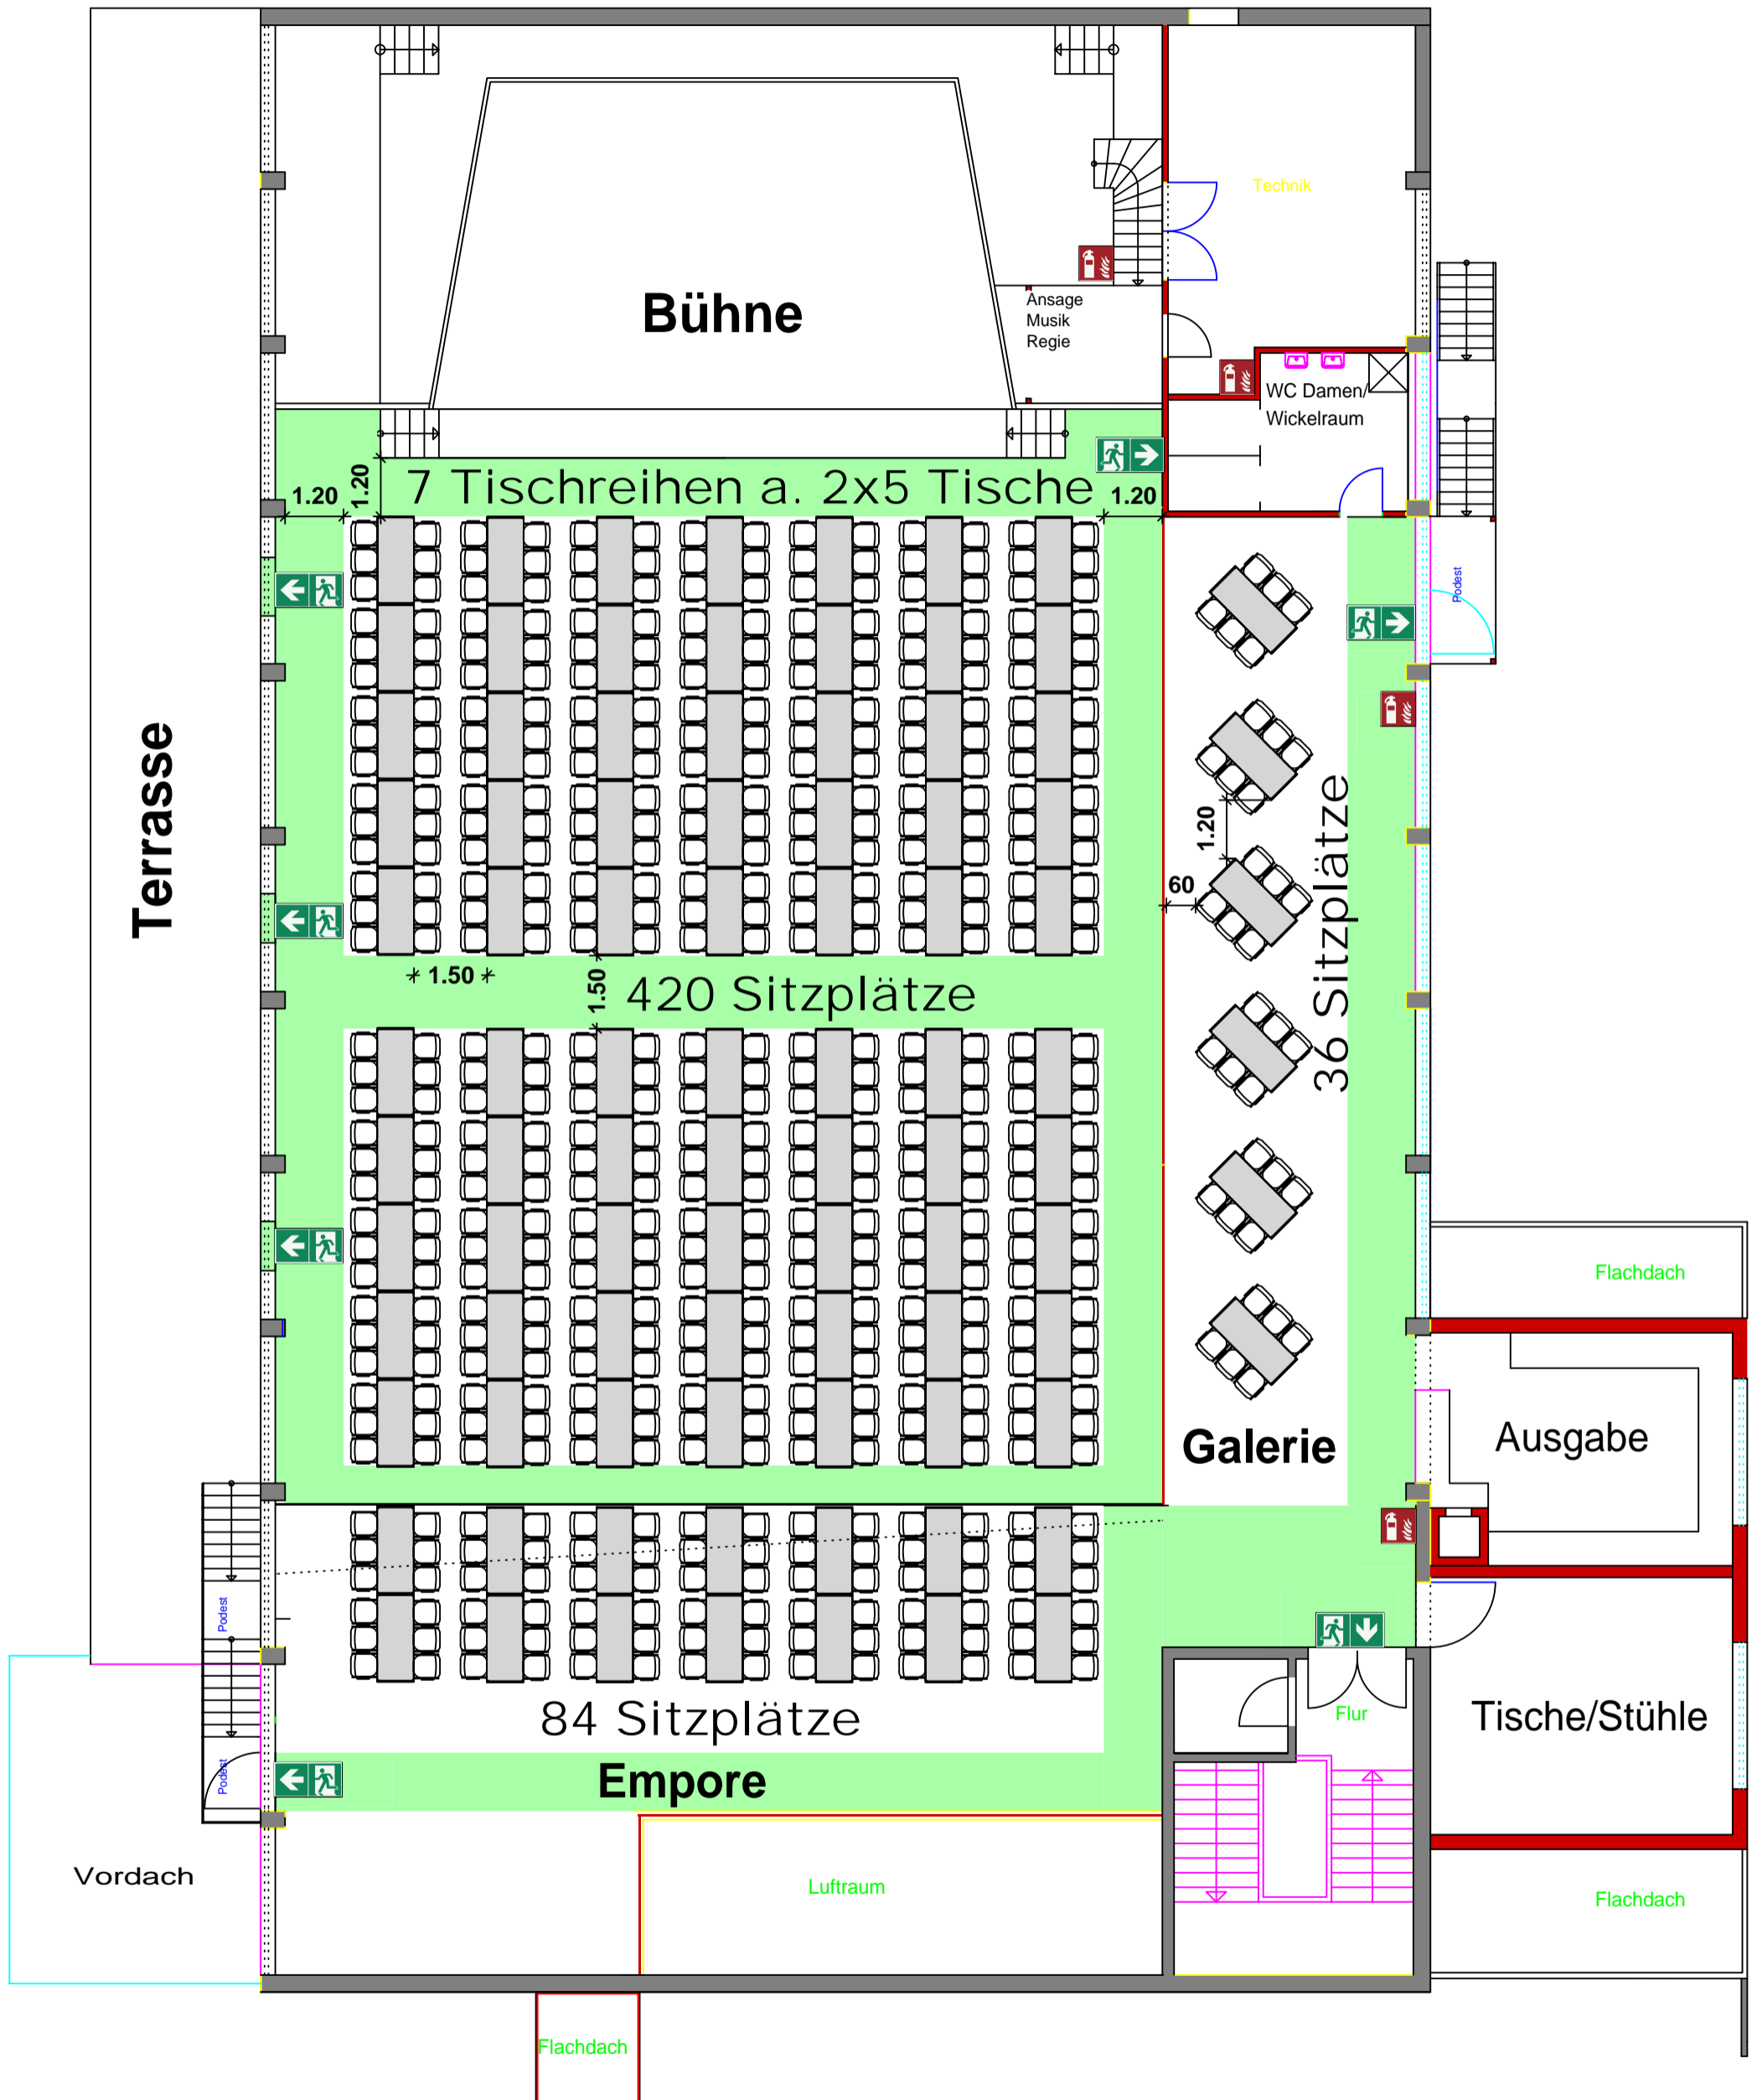 Technik
Bühne
Ansage
Musik
Regie
WC Damen/
Wickelraum
7 Tischreihen a. 2x5 Tische
1.20
1.20
1.20
Podest
Terrasse
1.20
60
36 Sitzplätze
1.50
1.50
420 Sitzplätze
Flachdach
Galerie
Ausgabe
Podest
84 Sitzplätze
Flur
Tische/Stühle
Podest
Empore
Vordach
Luftraum
Flachdach
Flachdach